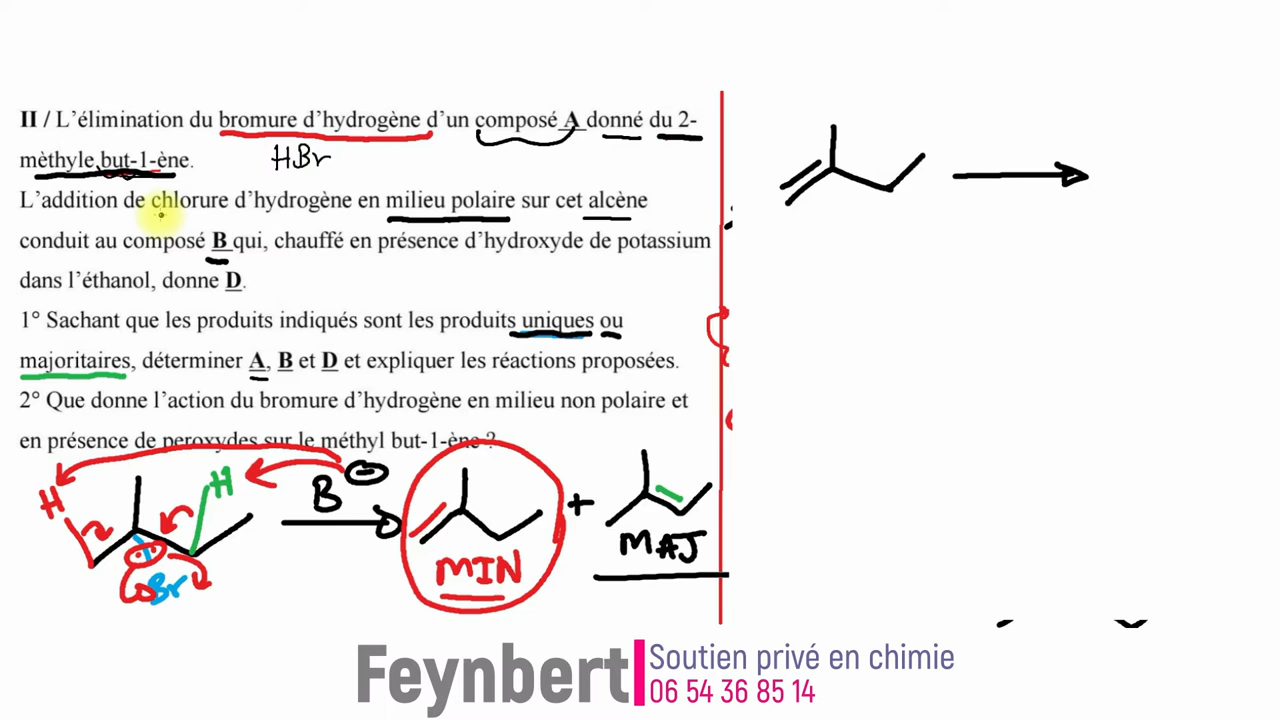 II / L’élimination du bromure d’hydrogène d’un composé A donné du 2-
mèthyle but-1-ène.
HBr
L’addition de chlorure d’hydrogène en milieu polaire sur cet alcène
conduit au composé B qui, chauffé en présence d’hydroxyde de potassium
dans l’éthanol, donne D.
1° Sachant que les produits indiqués sont les produits uniques ou
majoritaires, déterminer A, B et D et expliquer les réactions proposées.
2° Que donne l’action du bromure d’hydrogène en milieu non polaire et
en présence de peroxydes sur le méthyl but-1-ène ?
H H B
+
Br
MIN MAJ
Feynbert
Soutien privé en chimie
06 54 36 85 14